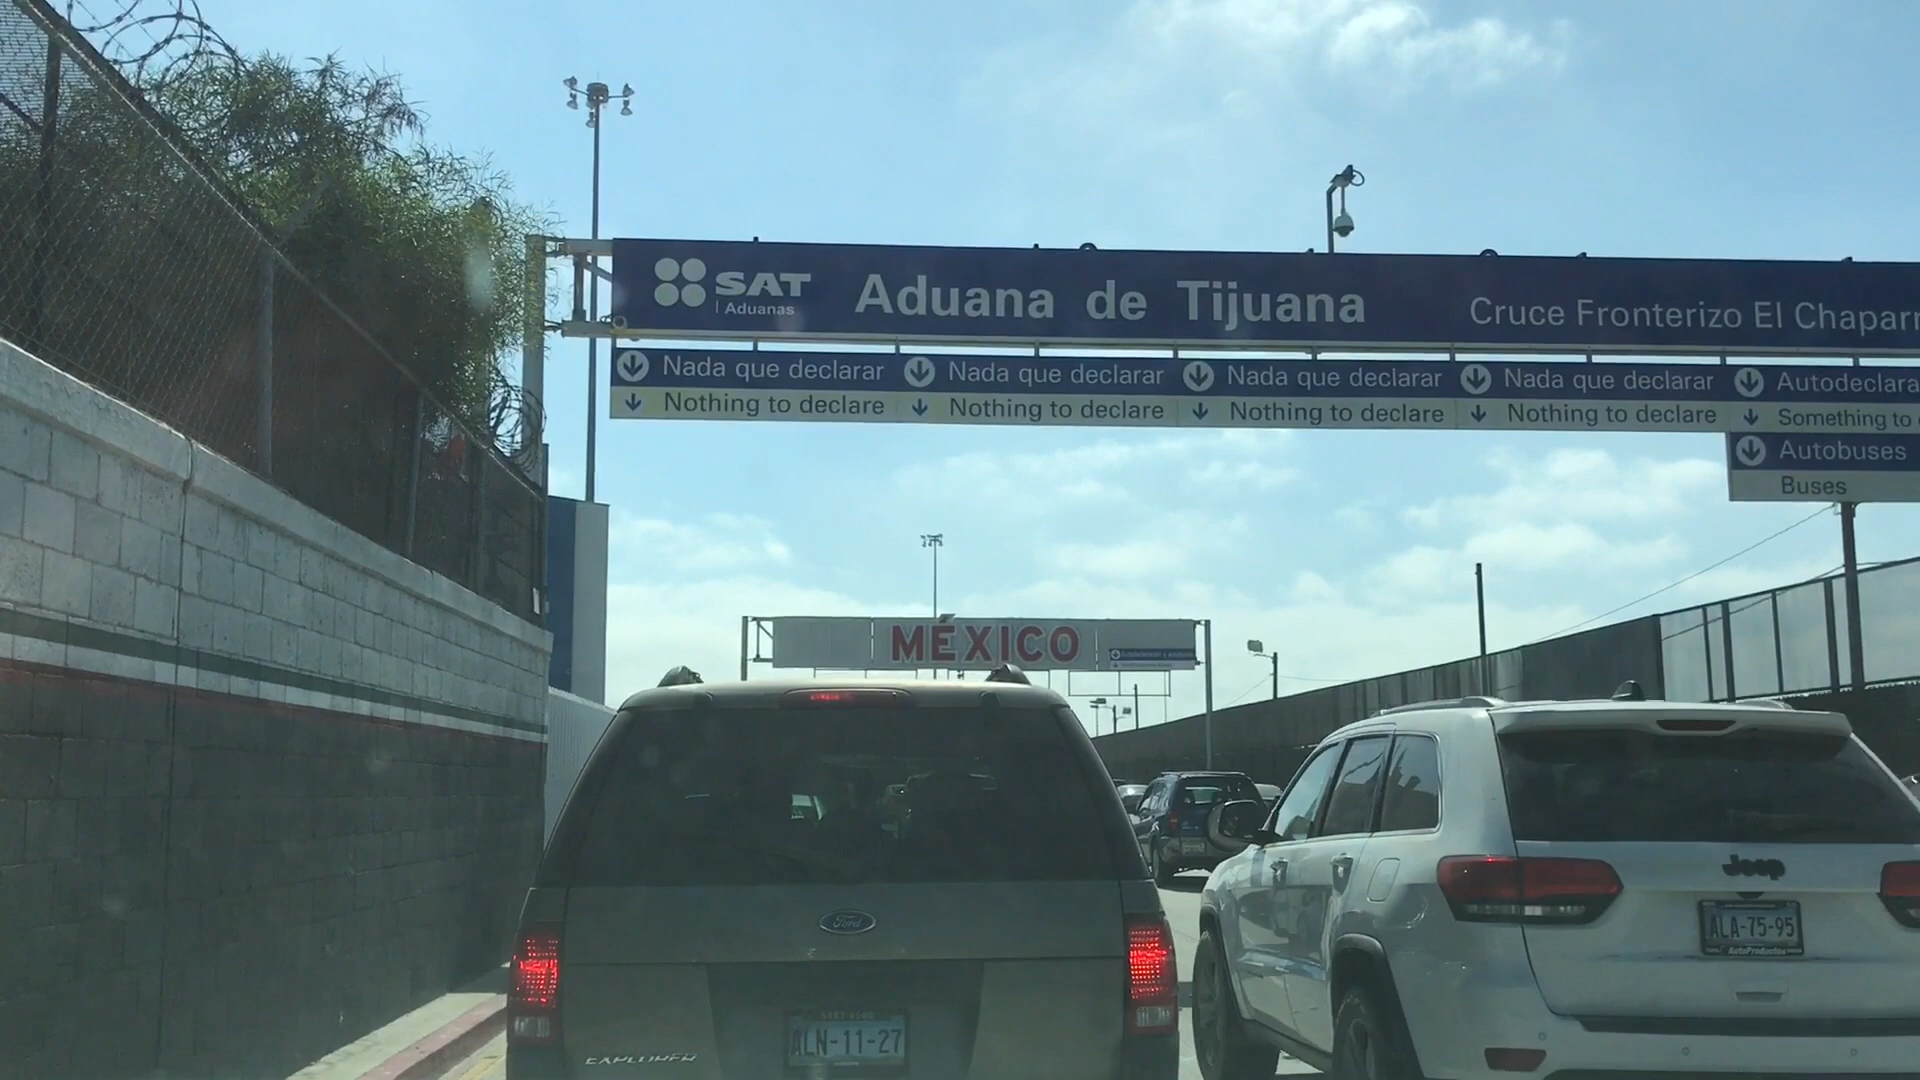 SAT
Aduanas
Aduana de Tijuana
Cruce Fronterizo El Chaparr
Nada que declarar
Nothing to declare
Nada que declarar
Nothing to declare
Nada que declarar
Nothing to declare
Nada que declarar
Nothing to declare
Autodeclara
Something to
Autobuses
Buses
MÉXICO
Jeep
ALA-75-95
AutoProductos
Ford
EXPLORER
ALN-11-27